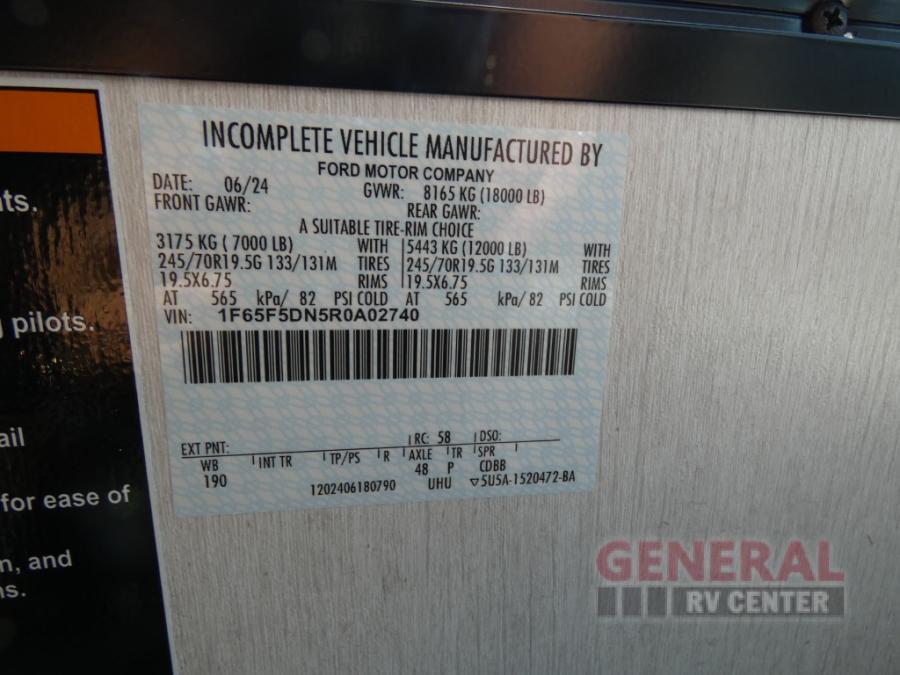 INCOMPLETE VEHICLE MANUFACTURED BY
FORD MOTOR COMPANY
DATE: 06/24 GVWR: 8165 KG (18000 LB)
FRONT GAWR: REAR GAWR:
A SUITABLE TIRE-RIM CHOICE
3175 KG ( 7000 LB) WITH 5443 KG (12000 LB) WITH
245/70R19.5G 133/131M TIRES 245/70R19.5G 133/131M TIRES
19.5X6.75 RIMS 19.5X6.75 RIMS
AT 565 kPa/ 82 PSI COLD AT 565 kPa/ 82 PSI COLD
VIN: 1F65F5DN5R0A02740
EXT PNT: RC: 58 DSO:
WB INT TR TP/PS R AXLE TR SPR
190 48 P CDBB
1202406180790 UHU ▽5U5A-1520472-BA
ts.
pilots.
ail
for ease of
n, and
ns.
GENERAL
RV CENTER